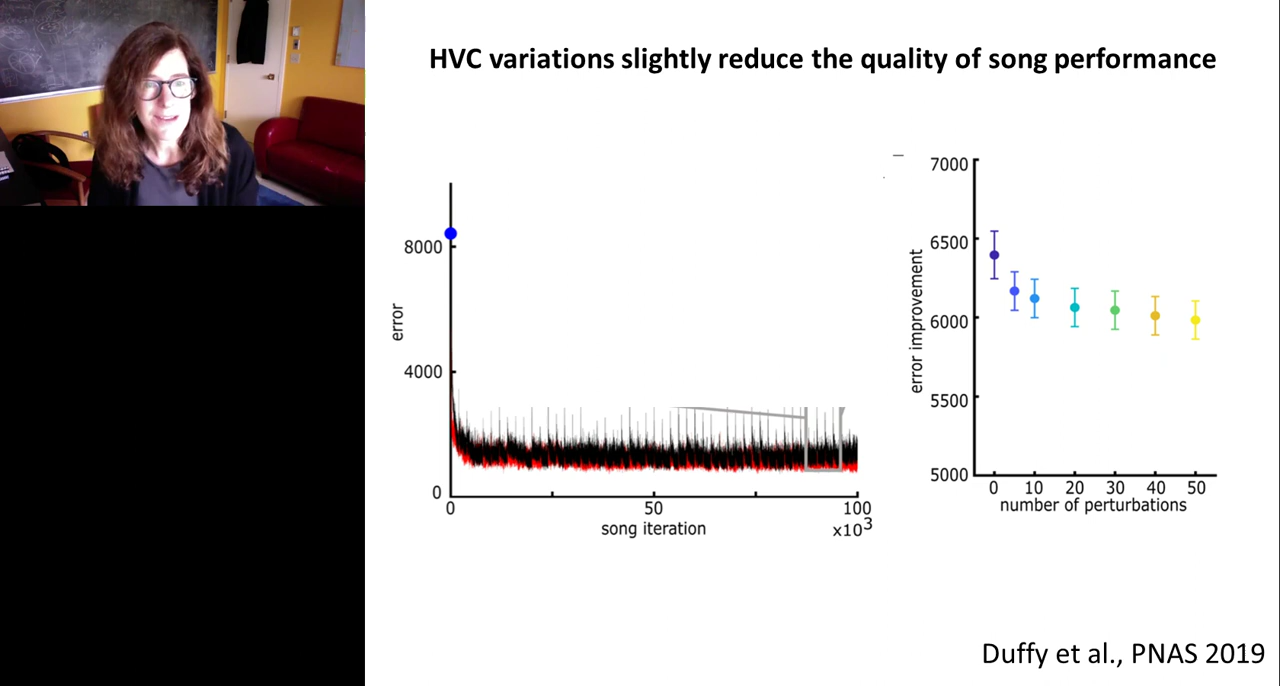 HVC variations slightly reduce the quality of song performance
8000
4000
0
error
0
50
100
x10³
song iteration
7000
6500
6000
5500
5000
error improvement
0 10 20 30 40 50
number of perturbations
Duffy et al., PNAS 2019